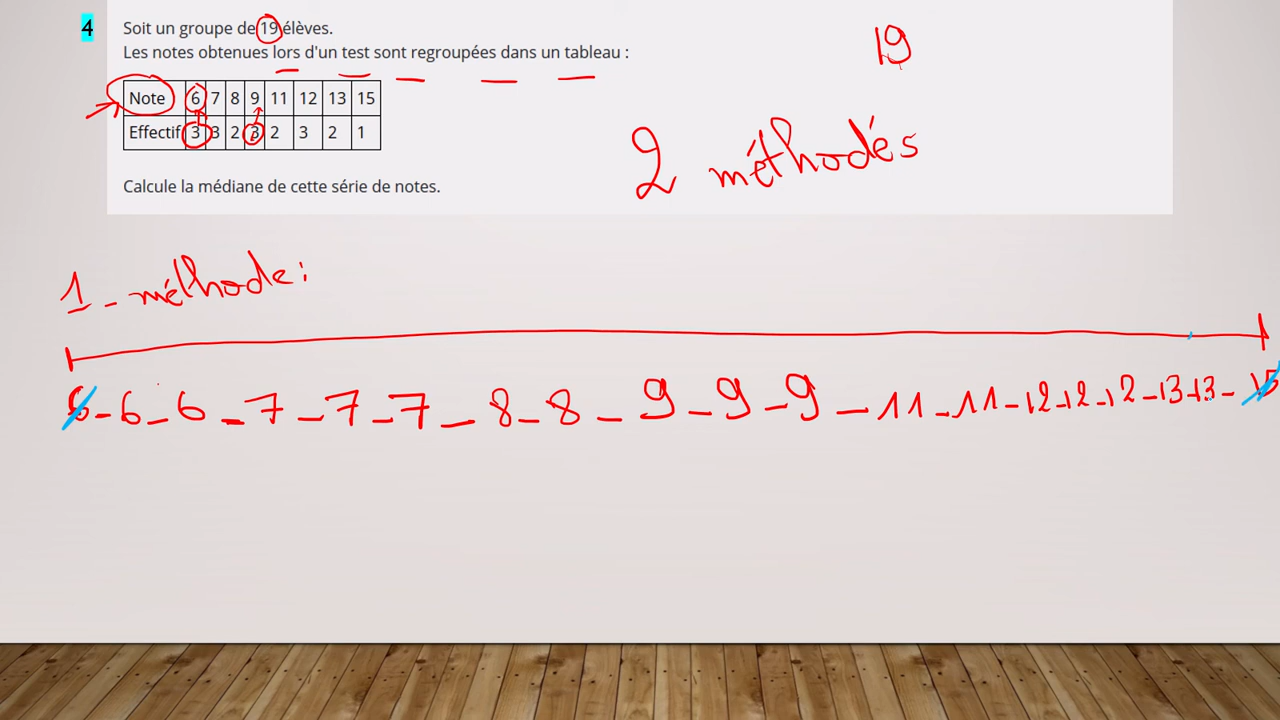 4
Soit un groupe de 19 élèves.
19
Les notes obtenues lors d'un test sont regroupées dans un tableau :
Note 6 7 8 9 11 12 13 15
Effectif 3 3 2 3 2 3 2 1
2 méthodés
Calcule la médiane de cette série de notes.
1 - méthode :
6 - 6 - 6 - 7 - 7 - 7 - 8 - 8 - 9 - 9 - 9 - 11 - 11 - 12 - 12 - 12 - 13 - 13 - 15